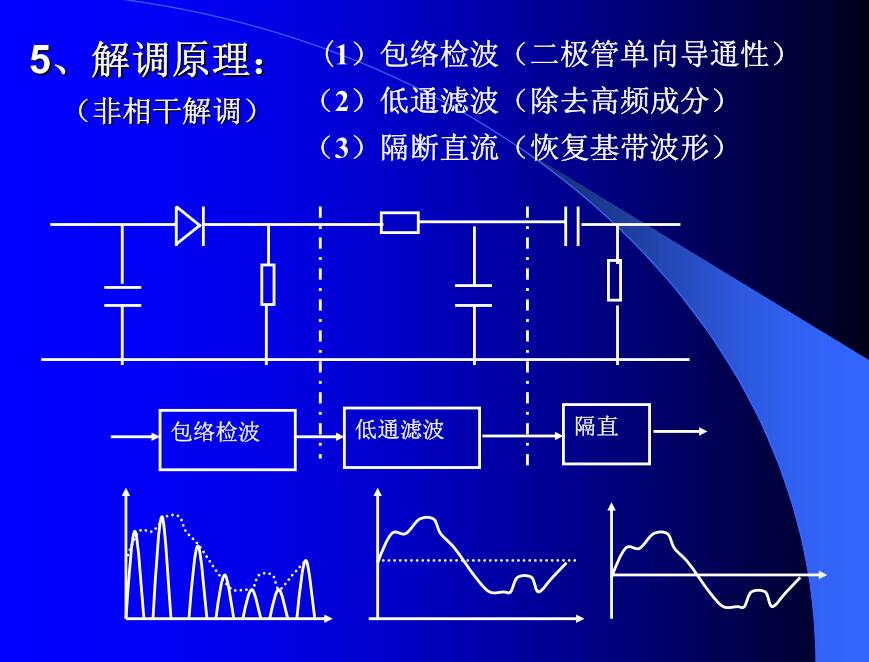 5、解调原理：
（非相干解调）
（1）包络检波（二极管单向导通性）
（2）低通滤波（除去高频成分）
（3）隔断直流（恢复基带波形）
包络检波
低通滤波
隔直